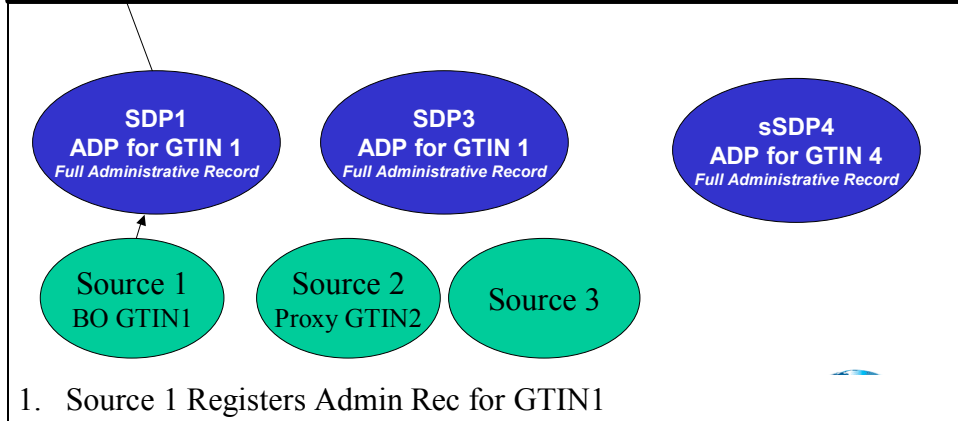 SDP1
ADP for GTIN 1
Full Administrative Record
SDP3
ADP for GTIN 1
Full Administrative Record
sSDP4
ADP for GTIN 4
Full Administrative Record
Source 1
BO GTIN1
Source 2
Proxy GTIN2
Source 3
1. Source 1 Registers Admin Rec for GTIN1